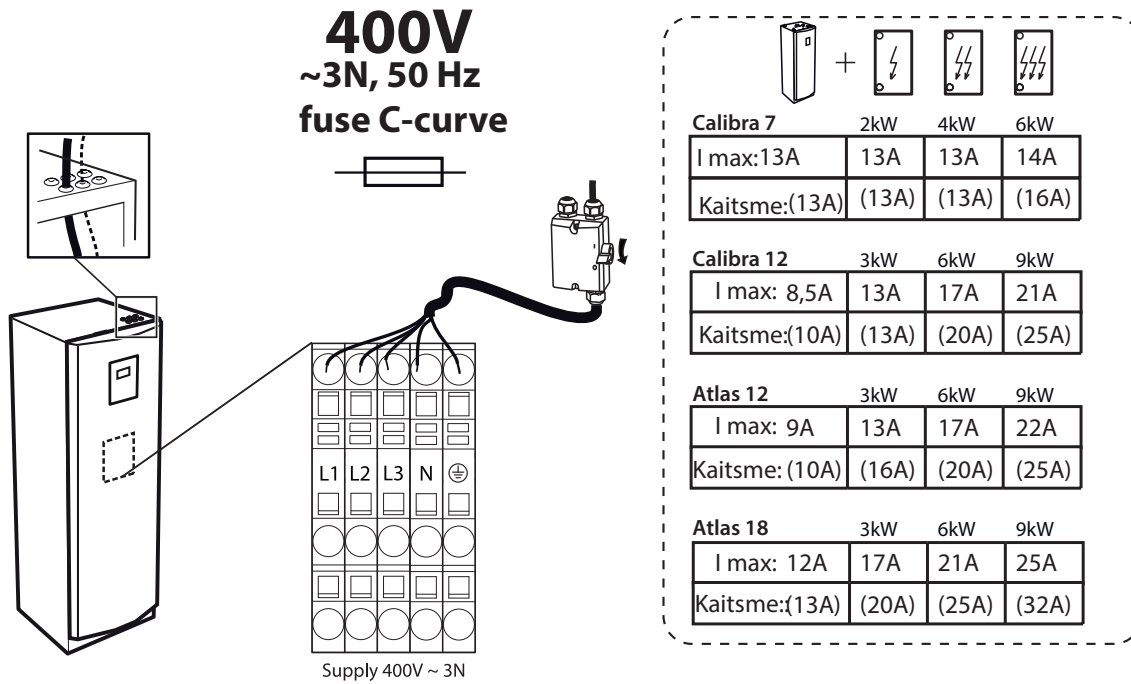 400V
~3N, 50 Hz
fuse C-curve
L1 L2 L3 N
Supply 400V ~ 3N
+
Calibra 7 2kW 4kW 6kW
I max:13A 13A 13A 14A
Kaitsme:(13A) (13A) (13A) (16A)
Calibra 12 3kW 6kW 9kW
I max: 8,5A 13A 17A 21A
Kaitsme:(10A) (13A) (20A) (25A)
Atlas 12 3kW 6kW 9kW
I max: 9A 13A 17A 22A
Kaitsme: (10A) (16A) (20A) (25A)
Atlas 18 3kW 6kW 9kW
I max: 12A 17A 21A 25A
Kaitsme::(13A) (20A) (25A) (32A)